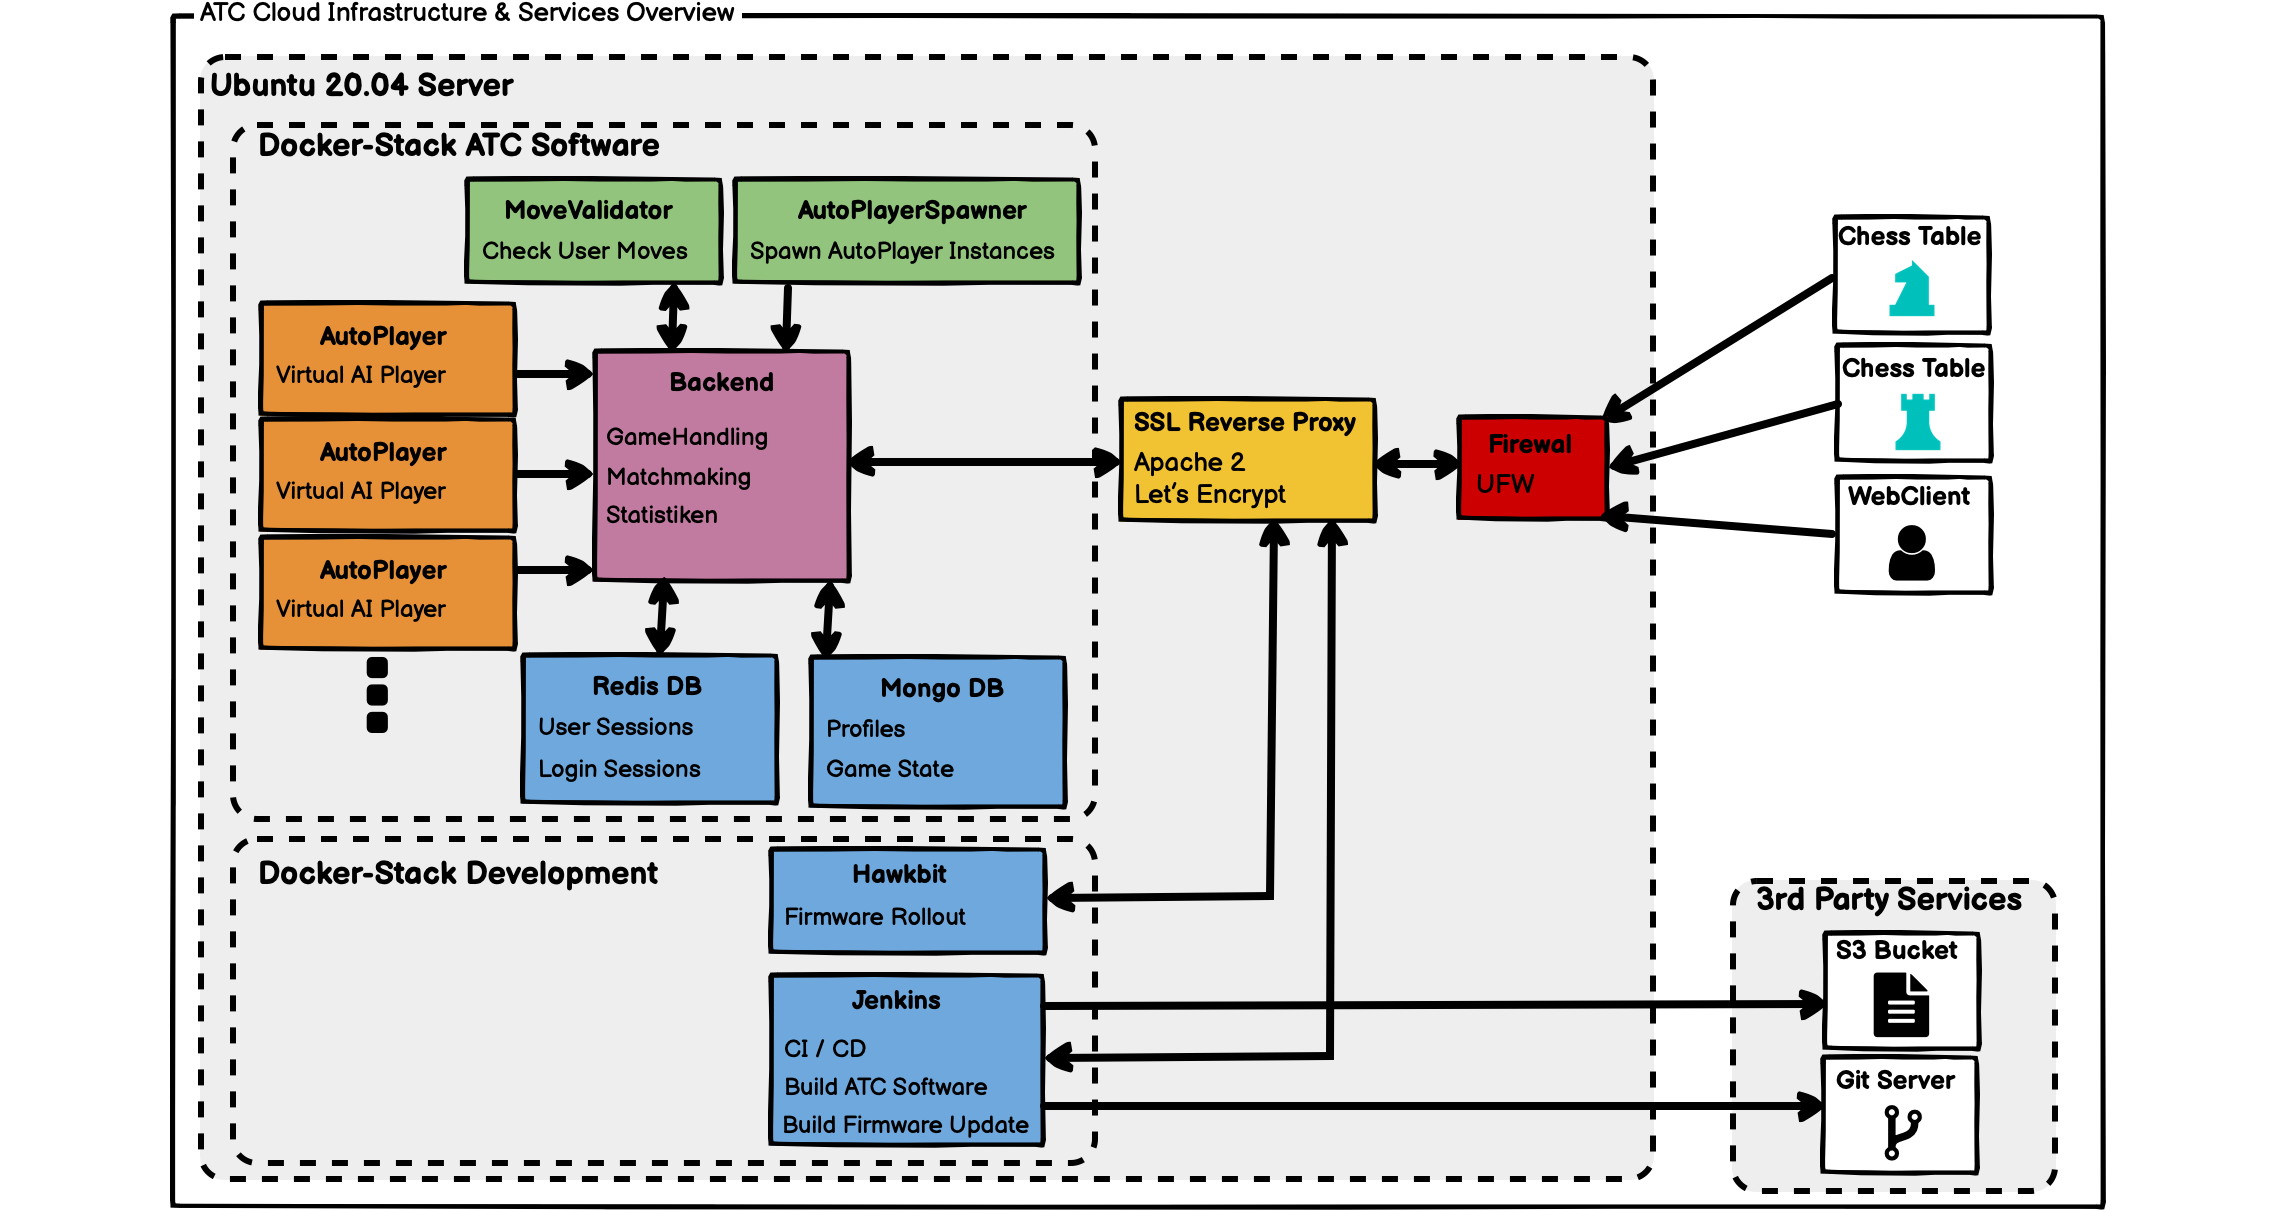 ATC Cloud Infrastructure & Services Overview
Ubuntu 20.04 Server
Docker-Stack ATC Software
MoveValidator
Check User Moves
AutoPlayerSpawner
Spawn AutoPlayer Instances
AutoPlayer
Virtual AI Player
AutoPlayer
Virtual AI Player
AutoPlayer
Virtual AI Player
Backend
GameHandling
Matchmaking
Statistiken
Redis DB
User Sessions
Login Sessions
Mongo DB
Profiles
Game State
SSL Reverse Proxy
Apache 2
Let's Encrypt
Firewal
UFW
Chess Table
Chess Table
WebClient
Docker-Stack Development
Hawkbit
Firmware Rollout
Jenkins
CI / CD
Build ATC Software
Build Firmware Update
3rd Party Services
S3 Bucket
Git Server